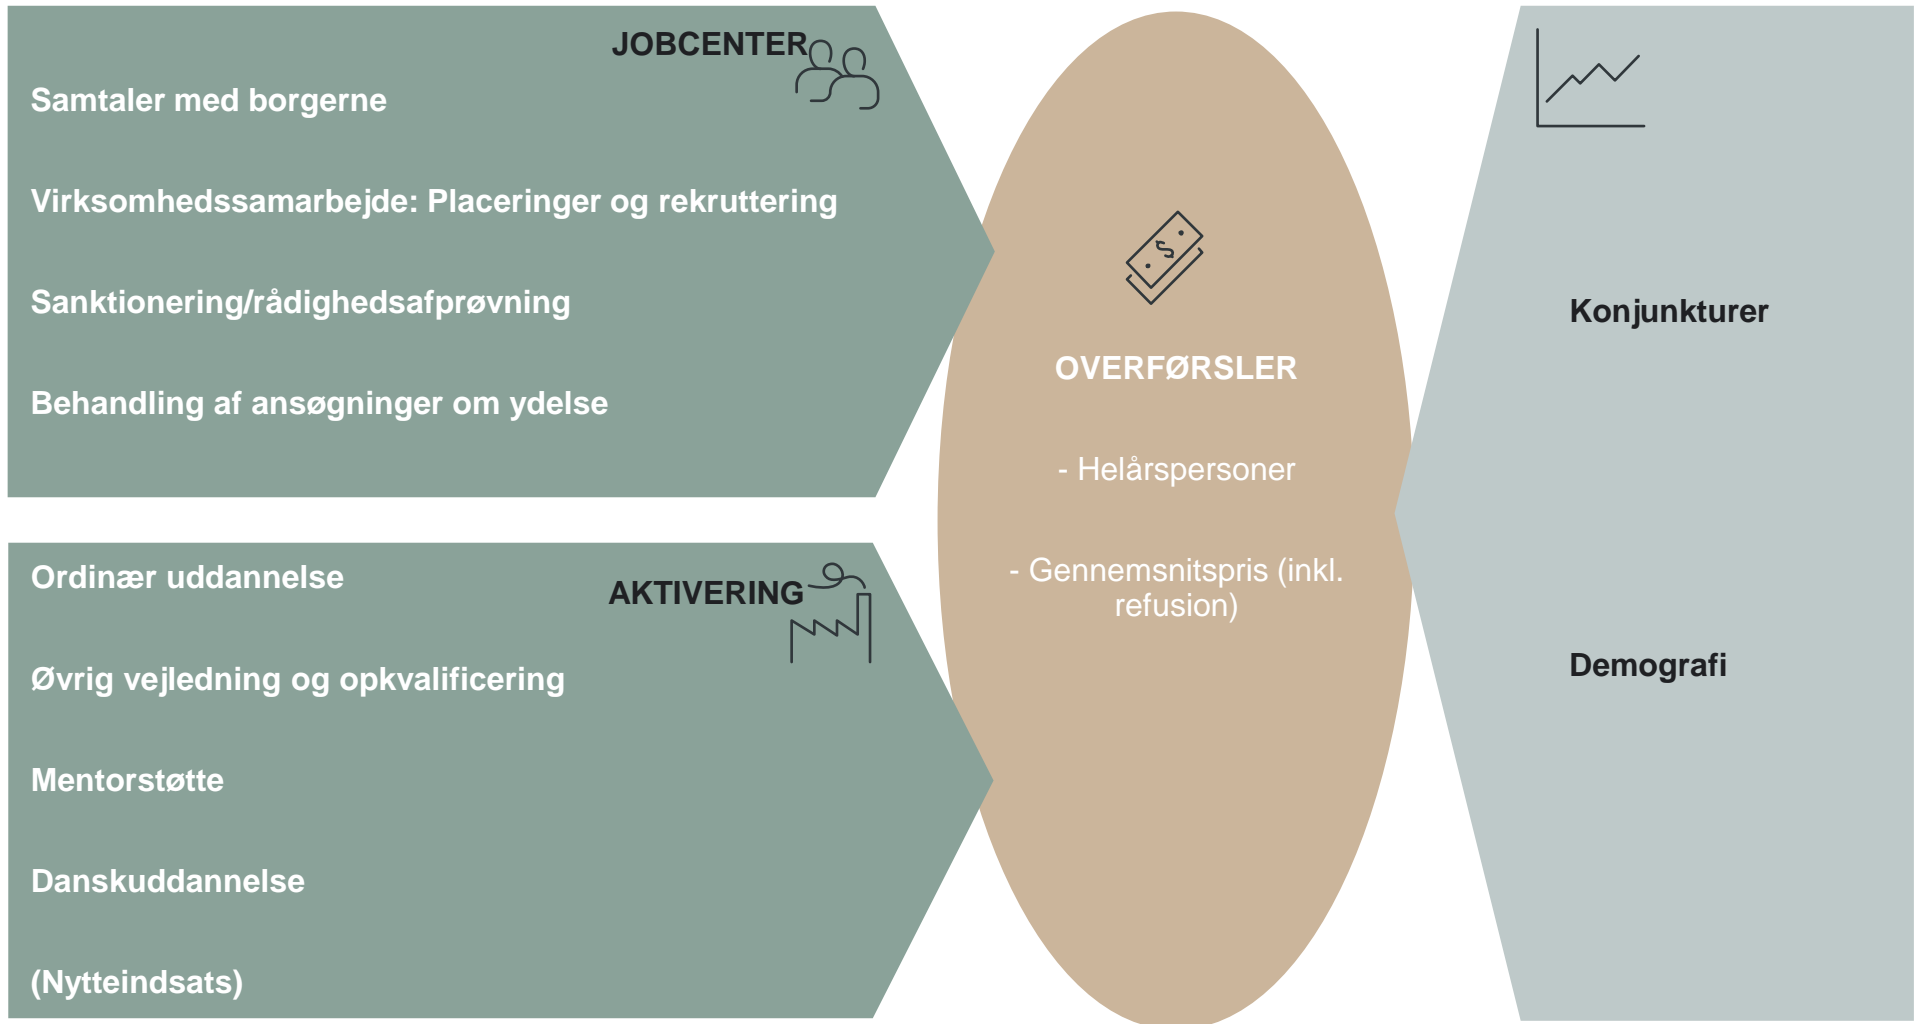 JOBCENTER
Samtaler med borgerne
Virksomhedssamarbejde: Placeringer og rekruttering
Sanktionering/rådighedsafprøvning
Behandling af ansøgninger om ydelse
AKTIVERING
Ordinær uddannelse
Øvrig vejledning og opkvalificering
Mentorstøtte
Danskuddannelse
(Nytteindsats)
$
OVERFØRSLER
- Helårspersoner
- Gennemsnitspris (inkl.
refusion)
Konjunkturer
Demografi